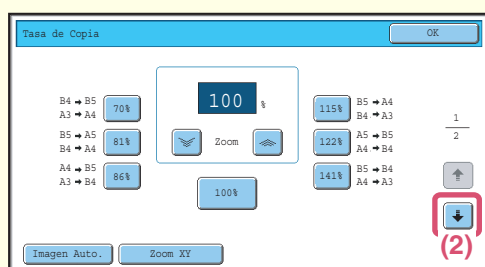 Tasa de Copia
OK
B4 → B5
A3 → A4
70%
B5 → A5
A4 → B4
81%
A4 → B5
A3 → B4
86%
100 %
Zoom
100%
115%
B5 → A4
B4 → A3
122%
A5 → B5
A4 → B4
141%
B5 → B4
A4 → A3
1
2
(2)
Imagen Auto.
Zoom XY